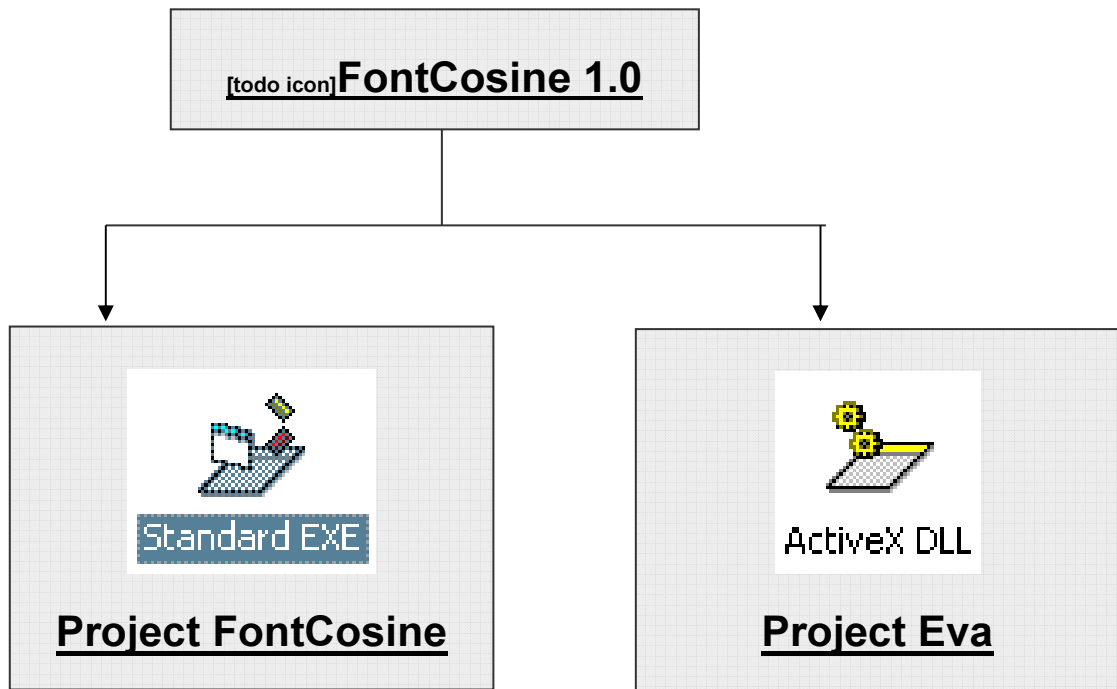 [todo icon]FontCosine 1.0
Standard EXE
Project FontCosine
ActiveX DLL
Project Eva